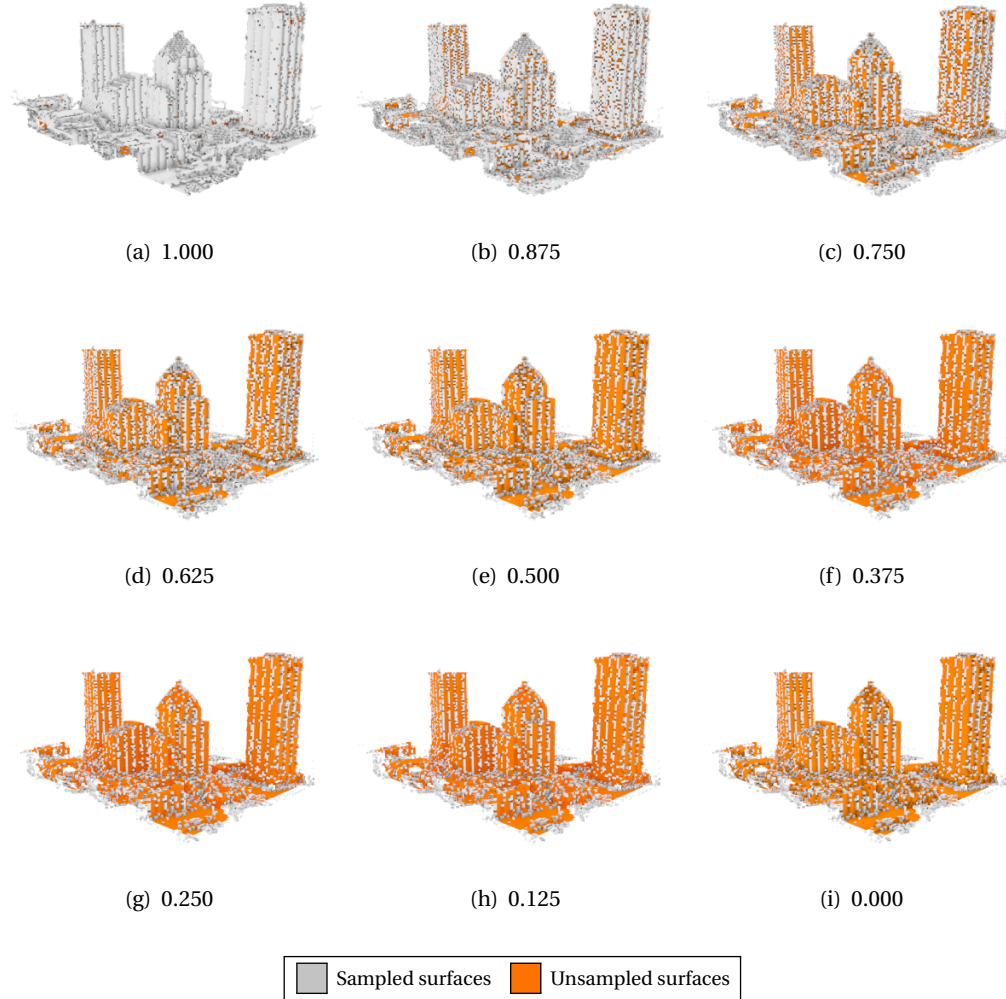 (a) 1.000
(b) 0.875
(c) 0.750
(d) 0.625
(e) 0.500
(f) 0.375
(g) 0.250
(h) 0.125
(i) 0.000
Sampled surfaces
Unsampled surfaces